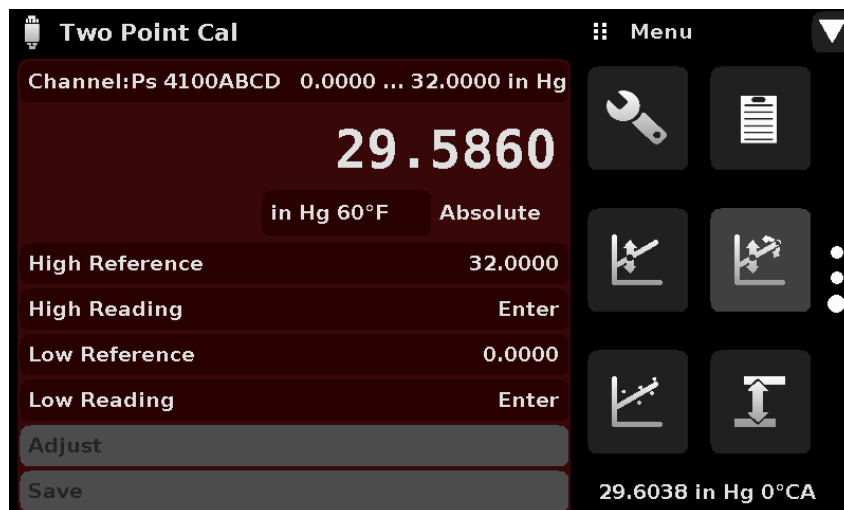 Two Point Cal
Menu
Channel:Ps 4100ABCD 0.0000 ... 32.0000 in Hg
29.5860
in Hg 60°F Absolute
High Reference 32.0000
High Reading Enter
Low Reference 0.0000
Low Reading Enter
Adjust
Save
29.6038 in Hg 0°CA